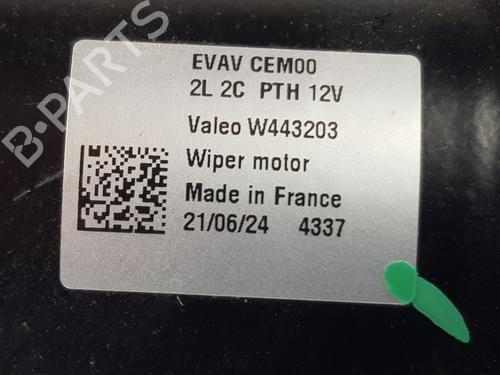 EVAV CEM00
2L 2C PTH 12V
Valeo W443203
Wiper motor
Made in France
21/06/24 4337
B-PARTS